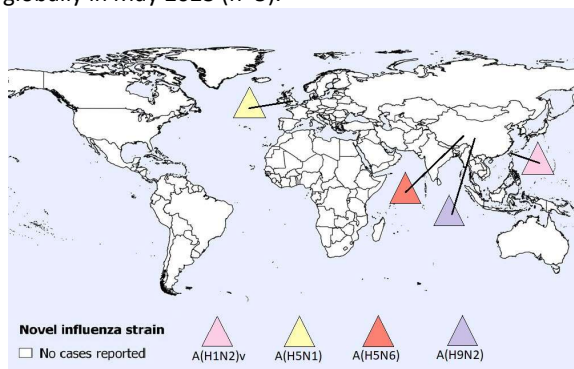 globally in May 2023
Novel influenza strain
No cases reported
A(H1N2)v A(H5N1) A(H5N6) A(H9N2)